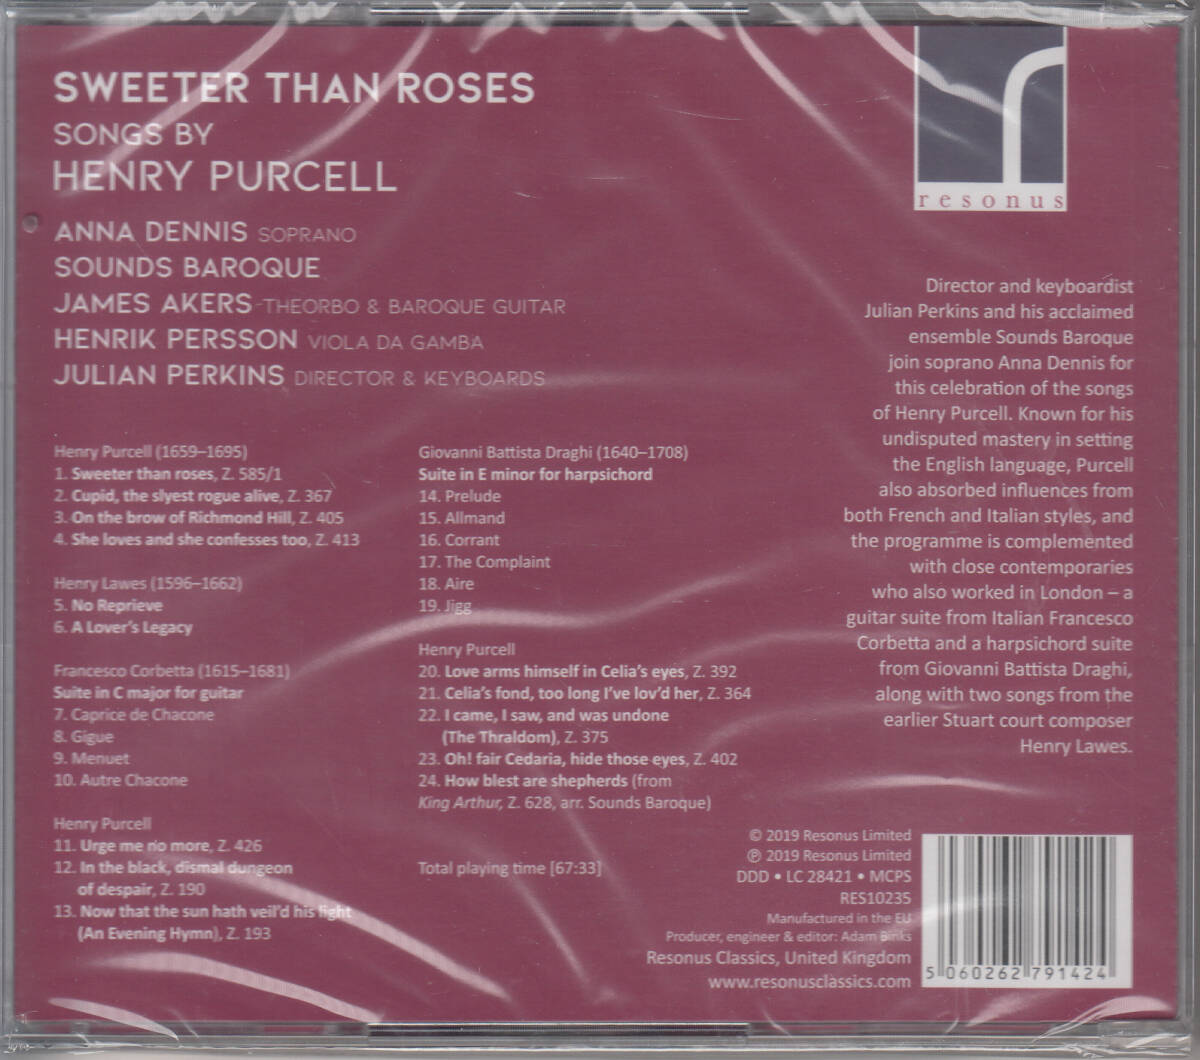 SWEETER THAN ROSES
SONGS BY
HENRY PURCELL
ANNA DENNIS SOPRANO
SOUNDS BAROQUE
JAMES AKERS THEORBO & BAROQUE GUITAR
HENRIK PERSSON VIOLA DA GAMBA
JULIAN PERKINS DIRECTOR & KEYBOARDS
resonus
Director and keyboardist
Julian Perkins and his acclaimed
ensemble Sounds Baroque
join soprano Anna Dennis for
this celebration of the songs
of Henry Purcell. Known for his
undisputed mastery in setting
the English language, Purcell
also absorbed influences from
both French and Italian styles, and
the programme is complemented
with close contemporaries
who also worked in London – a
guitar suite from Italian Francesco
Corbetta and a harpsichord suite
from Giovanni Battista Draghi,
along with two songs from the
earlier Stuart court composer
Henry Lawes.
Henry Purcell (1659–1695)
1. Sweeter than roses, Z. 585/1
2. Cupid, the slyest rogue alive, Z. 367
3. On the brow of Richmond Hill, Z. 405
4. She loves and she confesses too, Z. 413
Henry Lawes (1596–1662)
5. No Reprieve
6. A Lover's Legacy
Francesco Corbetta (1615–1681)
Suite in C major for guitar
7. Caprice de Chacone
8. Gigue
9. Menuet
10. Autre Chacone
Henry Purcell
11. Urge me no more, Z. 426
12. In the black, dismal dungeon
of despair, Z. 190
13. Now that the sun hath veil'd his light
(An Evening Hymn), Z. 193
Giovanni Battista Draghi (1640–1708)
Suite in E minor for harpsichord
14. Prelude
15. Allmand
16. Corrant
17. The Complaint
18. Aire
19. Jigg
Henry Purcell
20. Love arms himself in Celia's eyes, Z. 392
21. Celia's fond, too long I've lov'd her, Z. 364
22. I came, I saw, and was undone
(The Thraldom), Z. 375
23. Oh! fair Cedaria, hide those eyes, Z. 402
24. How blest are shepherds (from
King Arthur, Z. 628, arr. Sounds Baroque)
Total playing time [67:33]
© 2019 Resonus Limited
℗ 2019 Resonus Limited
DDD • LC 28421 • MCPS
RES10235
Manufactured in the EU
Producer, engineer & editor: Adam Binks
Resonus Classics, United Kingdom
www.resonusclassics.com
5 060262 791424